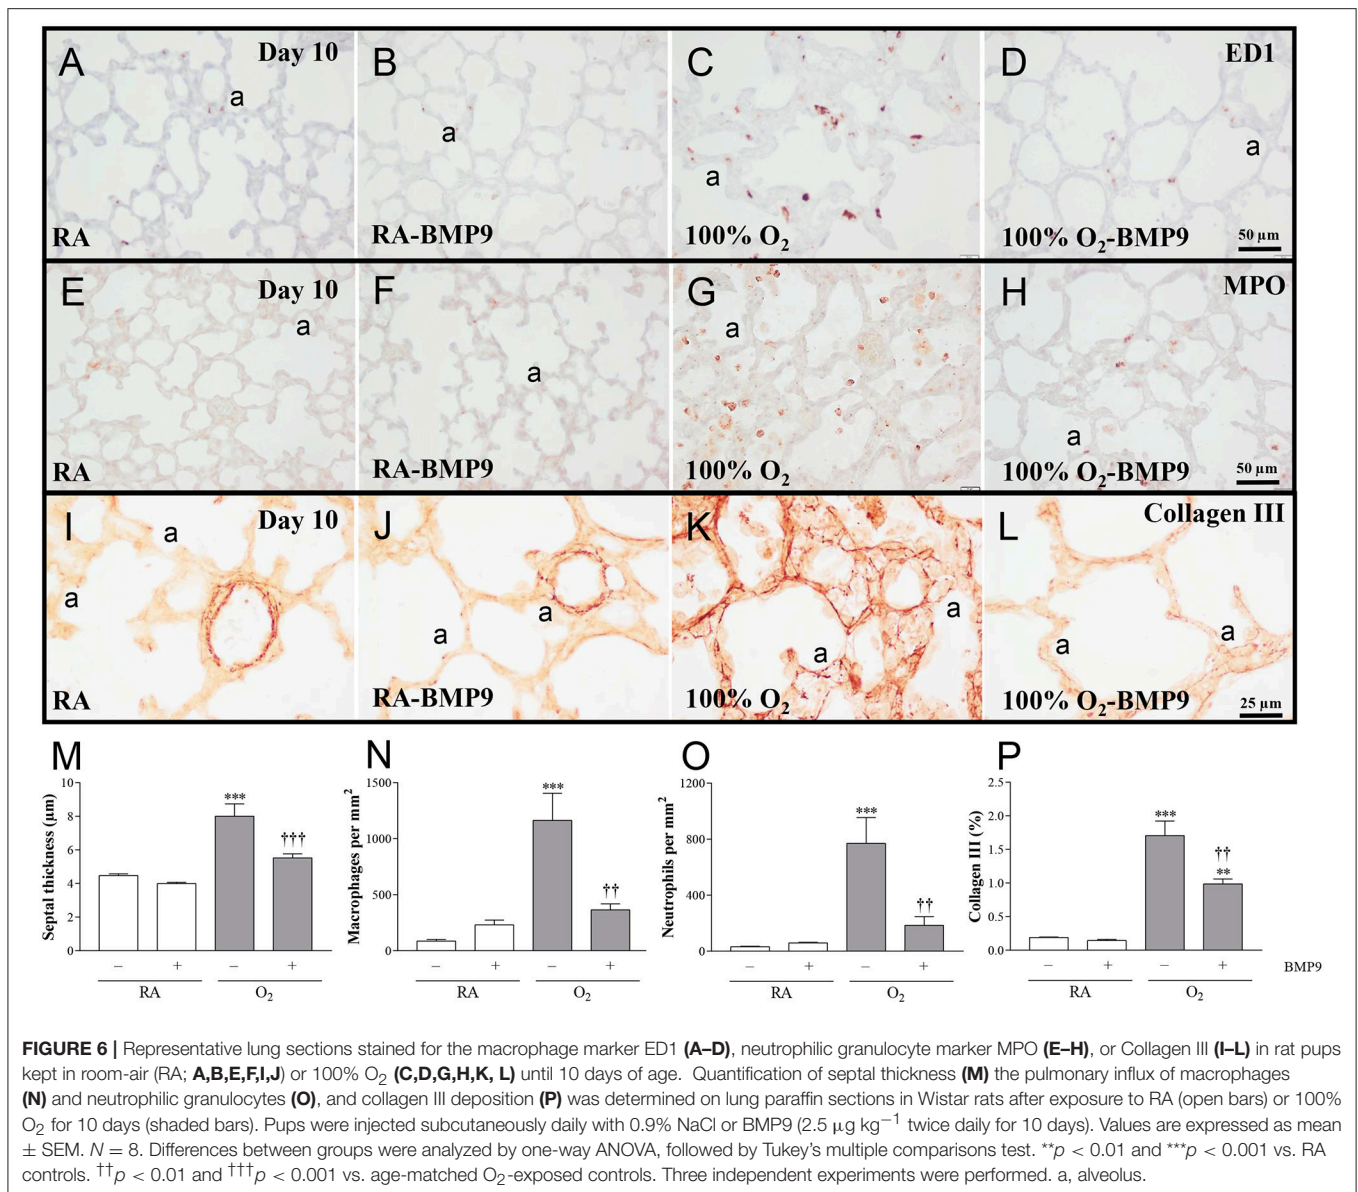 A Day 10 B C D ED1
a a a a
RA RA-BMP9 100% O₂ 100% O₂-BMP9 50 µm
E Day 10 F G H MPO
a a a a
RA RA-BMP9 100% O₂ 100% O₂-BMP9 50 µm
I Day 10 J K L Collagen III
a a a a a a a a
RA RA-BMP9 100% O₂ 100% O₂-BMP9 25 µm
M
Septal thickness (µm)
10
8
6
4
2
0
*** †††
– + – +
RA O₂
N
Macrophages per mm²
1500
1000
500
0
*** ††
– + – +
RA O₂
O
Neutrophils per mm²
1200
800
400
0
*** ††
– + – +
RA O₂
P
Collagen III (%)
2.5
2.0
1.5
1.0
0.5
0.0
*** †† **
– + – + BMP9
RA O₂
FIGURE 6 | Representative lung sections stained for the macrophage marker ED1 (A–D), neutrophilic granulocyte marker MPO (E–H), or Collagen III (I–L) in rat pups
kept in room-air (RA; A,B,E,F,I,J) or 100% O₂ (C,D,G,H,K, L) until 10 days of age. Quantification of septal thickness (M) the pulmonary influx of macrophages
(N) and neutrophilic granulocytes (O), and collagen III deposition (P) was determined on lung paraffin sections in Wistar rats after exposure to RA (open bars) or 100%
O₂ for 10 days (shaded bars). Pups were injected subcutaneously daily with 0.9% NaCl or BMP9 (2.5 µg kg⁻¹ twice daily for 10 days). Values are expressed as mean
± SEM. N = 8. Differences between groups were analyzed by one-way ANOVA, followed by Tukey's multiple comparisons test. **p < 0.01 and ***p < 0.001 vs. RA
controls. ††p < 0.01 and †††p < 0.001 vs. age-matched O₂-exposed controls. Three independent experiments were performed. a, alveolus.